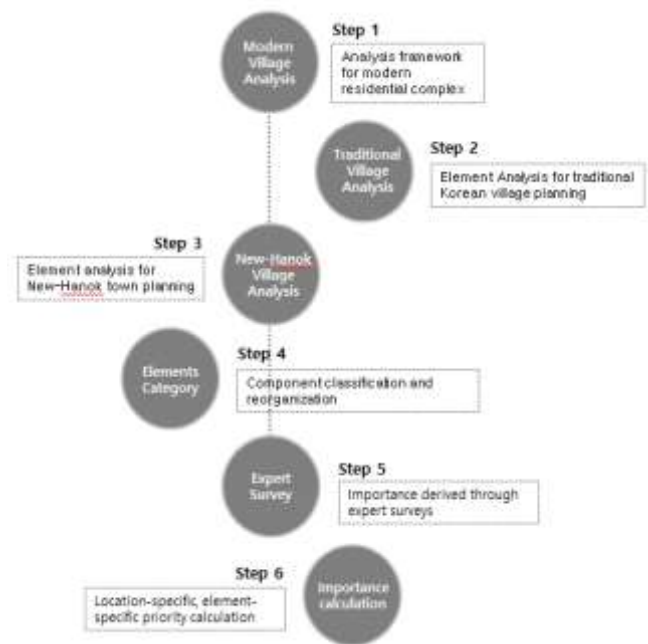 Modern
Village
Analysis
Step 1
Analysis framework
for modern
residential complex
Traditional
Village
Analysis
Step 2
Element Analysis for traditional
Korean village planning
Step 3
Element analysis for
New-Hanok town planning
New-Hanok
Village
Analysis
Elements
Category
Step 4
Component classification and
reorganization
Expert
Survey
Step 5
Importance derived through
expert surveys
Step 6
Location-specific, element-
specific priority calculation
Importance
calculation